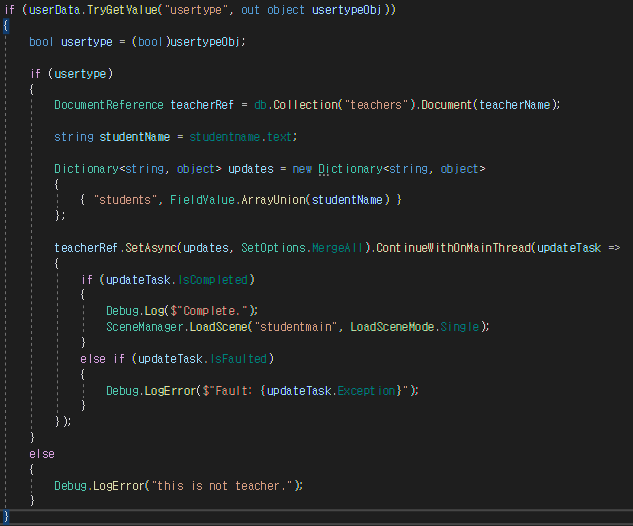 if (userData.TryGetValue("usertype", out object usertypeObj))
{
bool usertype = (bool)usertypeObj;
if (usertype)
{
DocumentReference teacherRef = db.Collection("teachers").Document(teacherName);
string studentName = studentname.text;
Dictionary<string, object> updates = new Dictionary<string, object>
{
{ "students", FieldValue.ArrayUnion(studentName) }
};
teacherRef.SetAsync(updates, SetOptions.MergeAll).ContinueWithOnMainThread(updateTask =>
{
if (updateTask.IsCompleted)
{
Debug.Log($"Complete.");
SceneManager.LoadScene("studentmain", LoadSceneMode.Single);
}
else if (updateTask.IsFaulted)
{
Debug.LogError($"Fault: {updateTask.Exception}");
}
});
}
else
{
Debug.LogError("this is not teacher.");
}
}